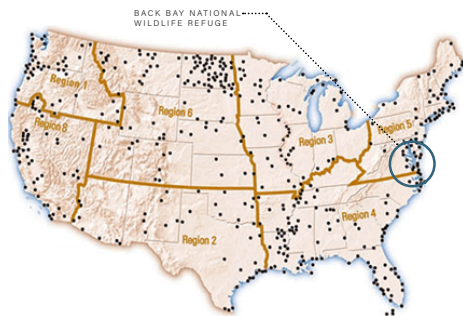 BACK BAY NATIONAL
WILDLIFE REFUGE
Region 1
Region 6
Region 5
Region 8
Region 3
Region 4
Region 2